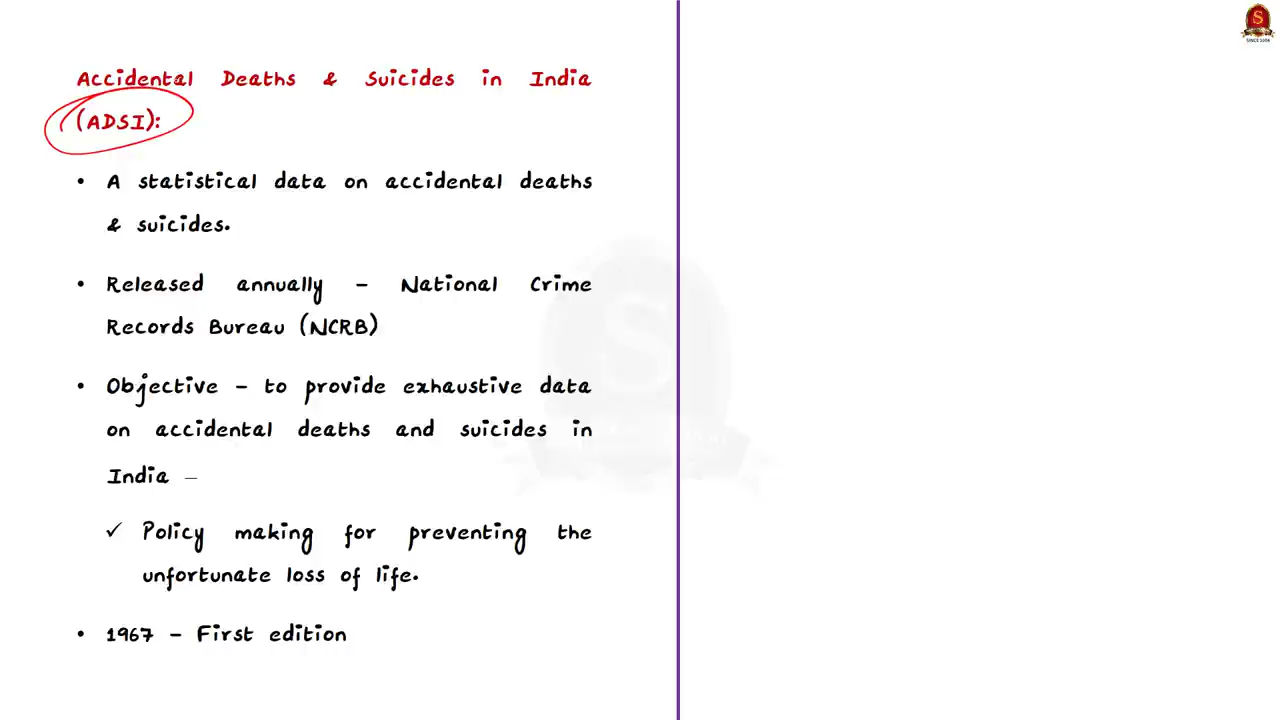 Accidental Deaths & Suicides in India
(ADSI):
• A statistical data on accidental deaths
& suicides.
• Released annually – National Crime
Records Bureau (NCRB)
• Objective – to provide exhaustive data
on accidental deaths and suicides in
India –
✓ Policy making for preventing the
unfortunate loss of life.
• 1967 – First edition
S